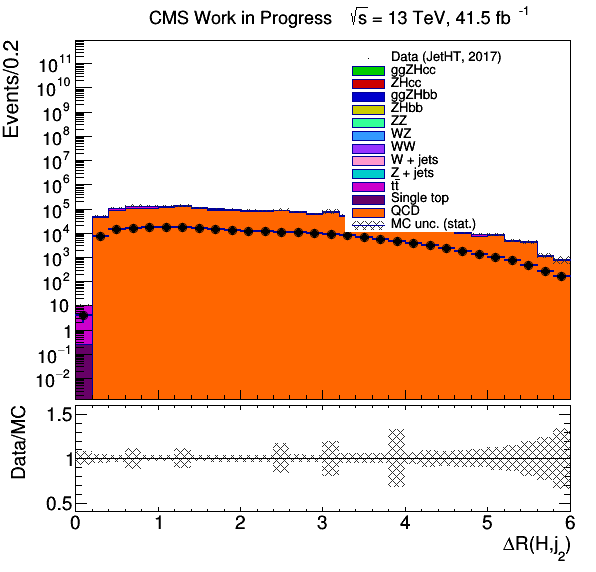 CMS Work in Progress √s = 13 TeV, 41.5 fb⁻¹
Events/0.2
10¹¹
10¹⁰
10⁹
10⁸
10⁷
10⁶
10⁵
10⁴
10³
10²
10
1
10⁻¹
10⁻²
Data (JetHT, 2017)
ggZHcc
ZHcc
ggZHbb
ZHbb
ZZ
WZ
WW
W + jets
Z + jets
tt̄
Single top
QCD
MC unc. (stat.)
Data/MC
1.5
1
0.5
0 1 2 3 4 5 6
ΔR(H,j₂)